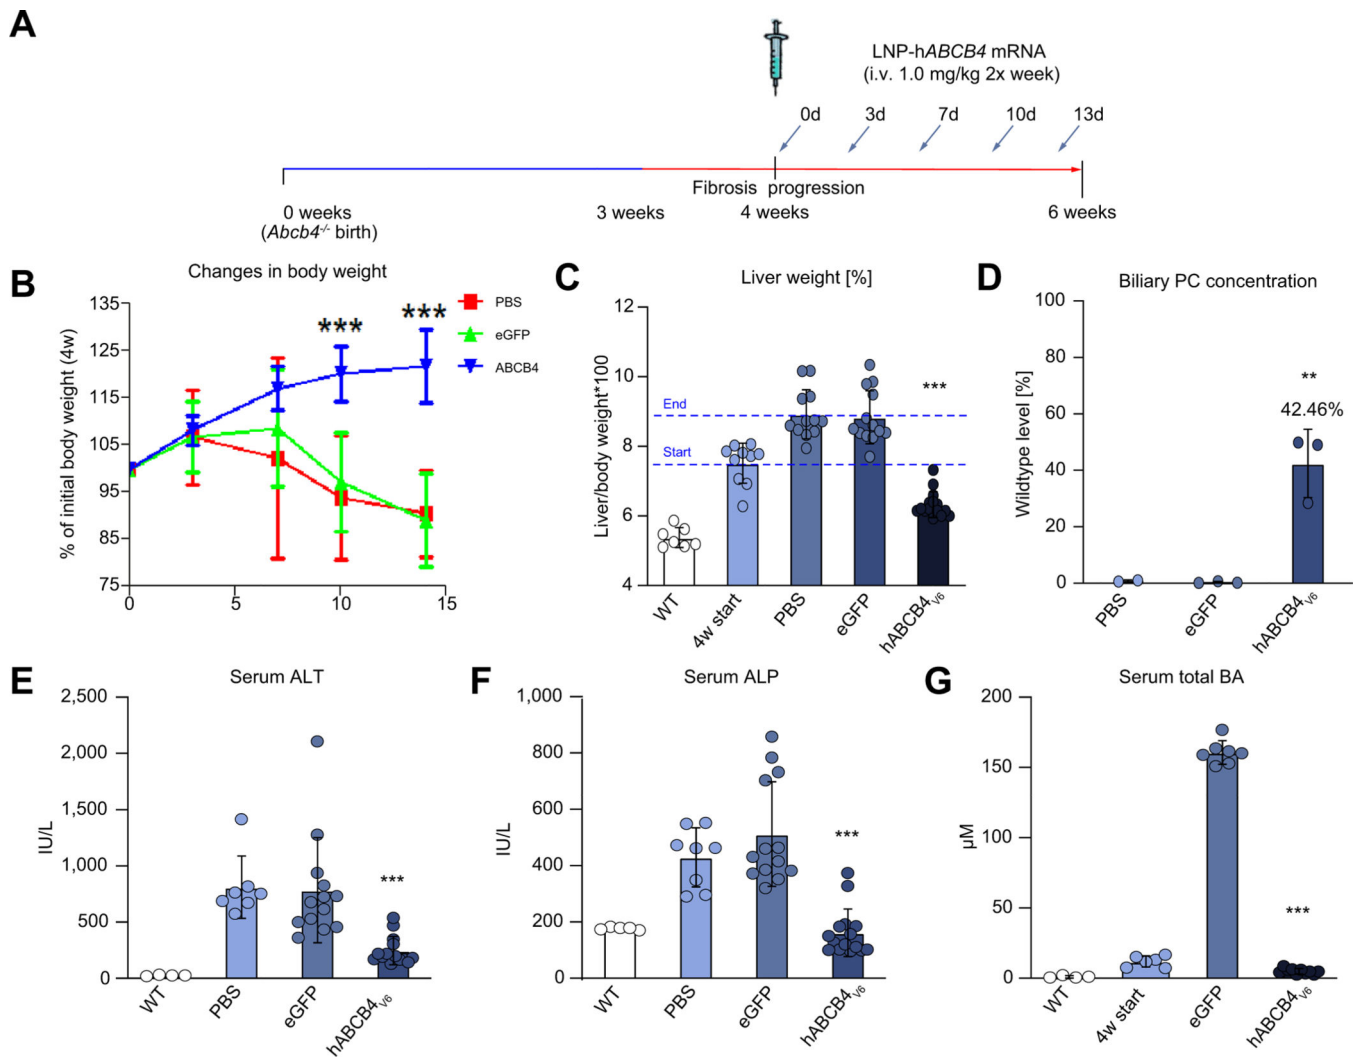 A
LNP-hABCB4 mRNA
(i.v. 1.0 mg/kg 2x week)
0d 3d 7d 10d 13d
Fibrosis progression
0 weeks 3 weeks 4 weeks 6 weeks
(Abcb4-/- birth)
B
Changes in body weight
% of initial body weight (4w)
135
125
115
105
95
85
75
0 5 10 15
*** ***
PBS
eGFP
ABCB4
C
Liver weight [%]
Liver/body weight*100
12
10
8
6
4
End
Start
***
WT 4w start PBS eGFP hABCB4V6
D
Biliary PC concentration
Wildtype level [%]
100
80
60
40
20
0
**
42.46%
PBS eGFP hABCB4V6
E
Serum ALT
IU/L
2,500
2,000
1,500
1,000
500
0
***
WT PBS eGFP hABCB4V6
F
Serum ALP
IU/L
1,000
800
600
400
200
0
***
WT PBS eGFP hABCB4V6
G
Serum total BA
µM
200
150
100
50
0
***
WT 4w start eGFP hABCB4V6